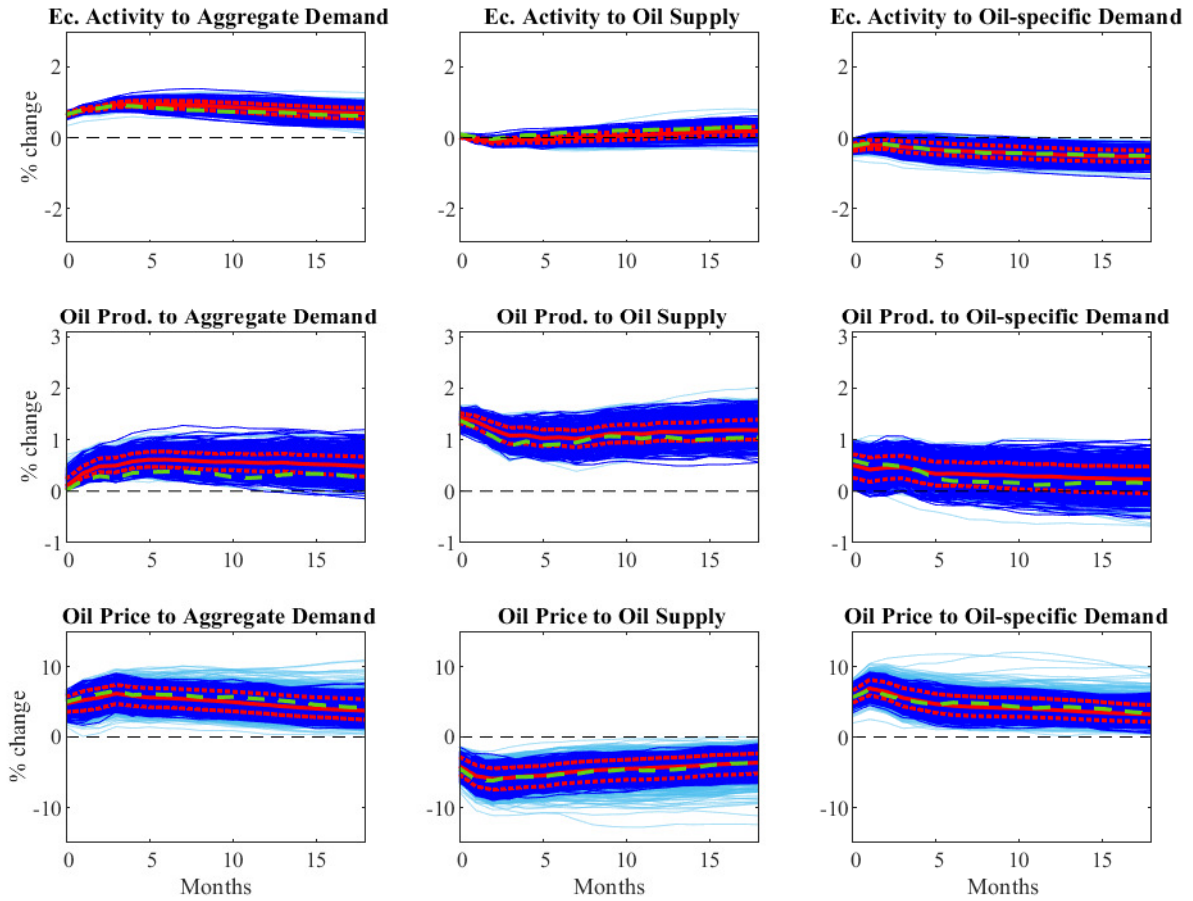 Ec. Activity to Aggregate Demand
% change
2
0
-2
0 5 10 15
Ec. Activity to Oil Supply
2
0
-2
0 5 10 15
Ec. Activity to Oil-specific Demand
2
0
-2
0 5 10 15
Oil Prod. to Aggregate Demand
% change
3
2
1
0
-1
0 5 10 15
Oil Prod. to Oil Supply
3
2
1
0
-1
0 5 10 15
Oil Prod. to Oil-specific Demand
3
2
1
0
-1
0 5 10 15
Oil Price to Aggregate Demand
% change
10
0
-10
0 5 10 15
Months
Oil Price to Oil Supply
10
0
-10
0 5 10 15
Months
Oil Price to Oil-specific Demand
10
0
-10
0 5 10 15
Months